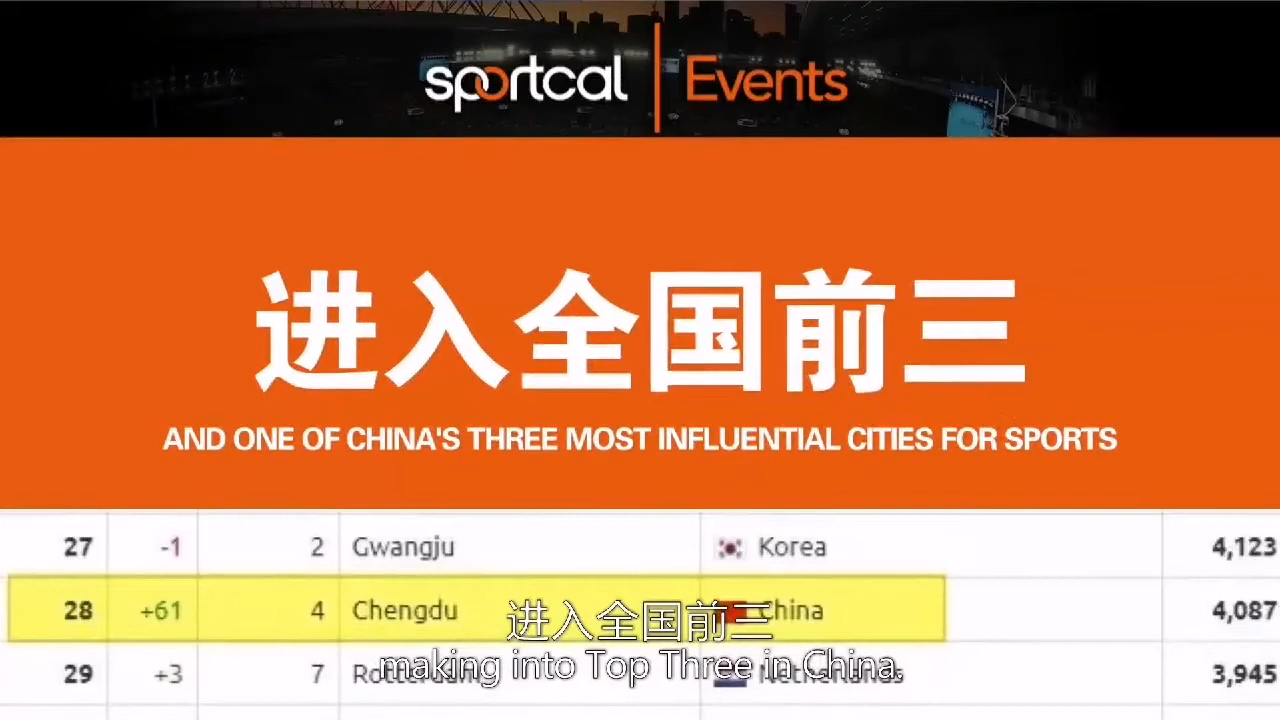 sportcal Events
进入全国前三
AND ONE OF CHINA'S THREE MOST INFLUENTIAL CITIES FOR SPORTS
27 -1 2 Gwangju Korea 4,123
28 +61 4 Chengdu China 4,087
进入全国前三
making into Top Three in China.
29 +3 7 Rotterdam Netherlands 3,945